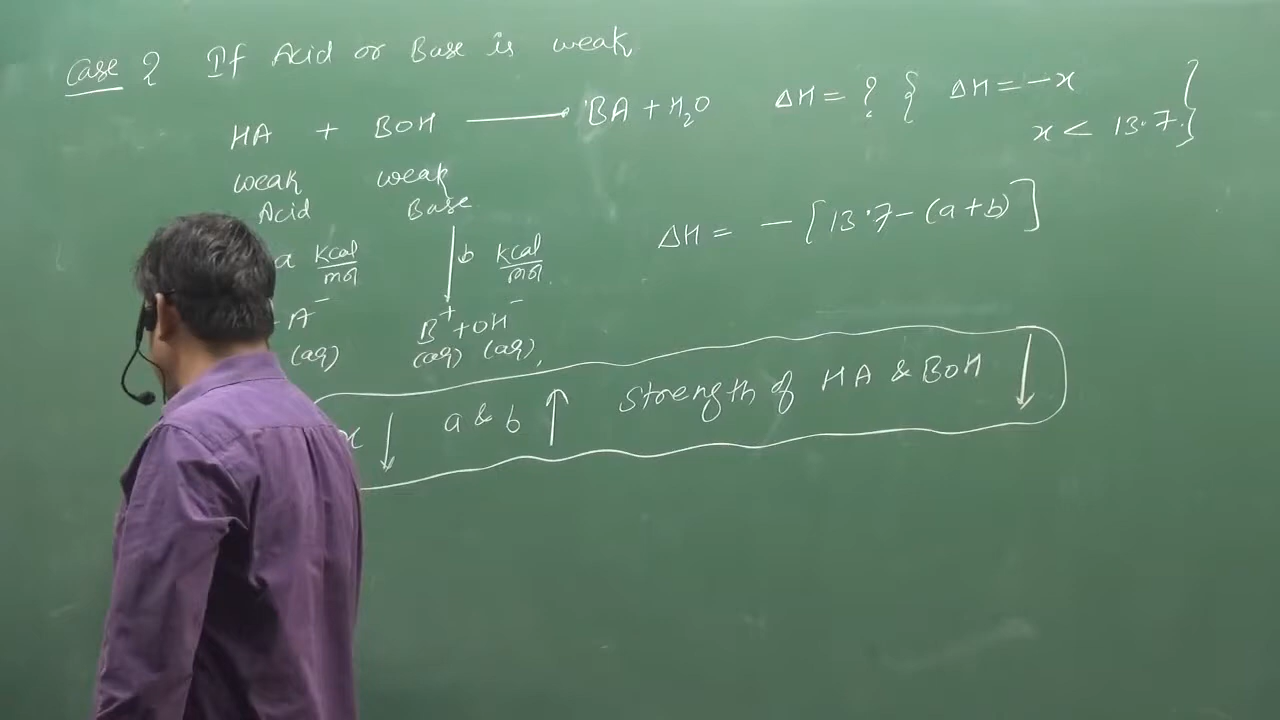 Case 2 If Acid or Base is weak
HA + BOH ⟶ BA + H₂O ΔH = ? { ΔH = -x
x < 13.7 }
weak weak
Acid Base
ΔH = -[13.7-(a+b)]
a kcal/mol ↓ b kcal/mol
A⁻ B⁺ + OH⁻
(aq) (aq) (aq)
x ↓ a & b ↑ Strength of HA & BOH ↓